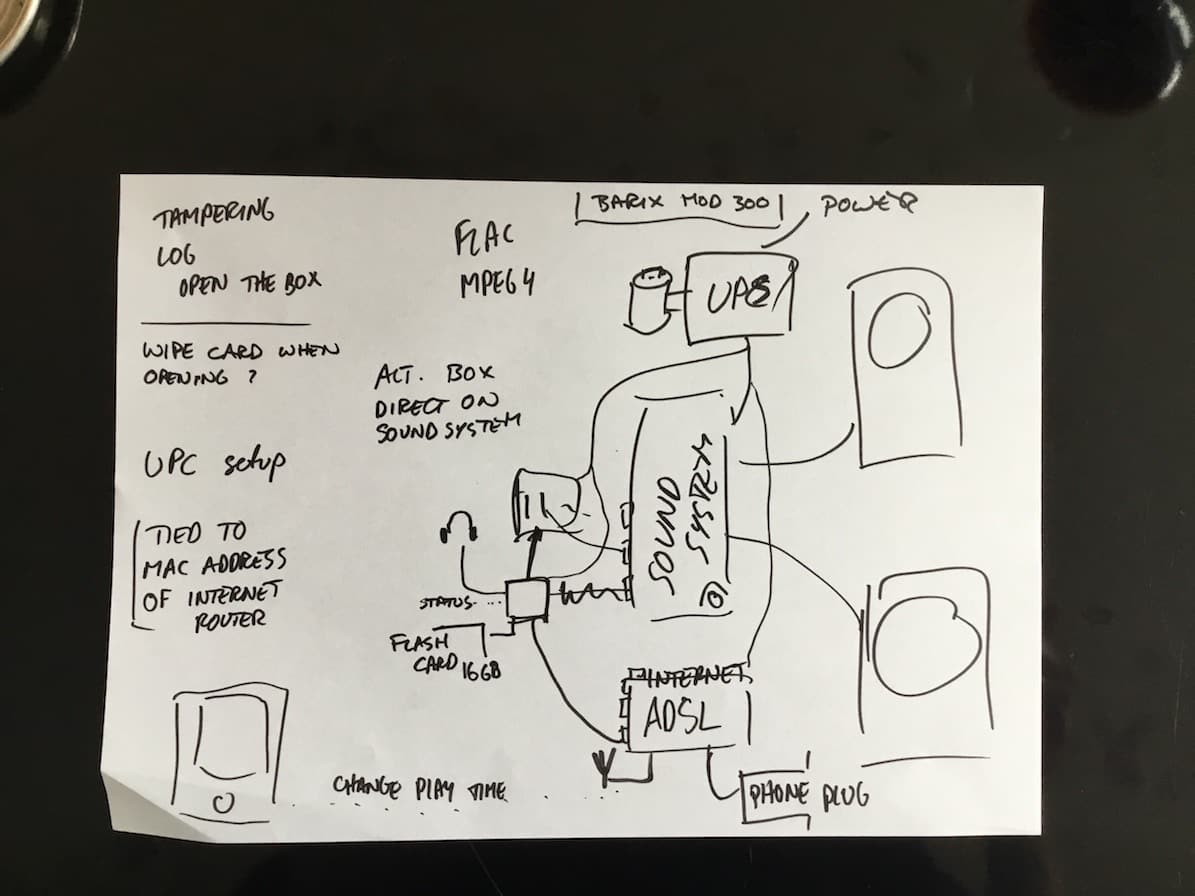 TAMPERING
LOG
OPEN THE BOX
WIPE CARD WHEN
OPENING ?
UPC setup
TIED TO
MAC ADDRESS
OF INTERNET
ROUTER
FLAC
MPEG4
ALT. BOX
DIRECT ON
SOUND SYSTEM
BARIX MOD 300
POWER
UPS
SOUND
SYSTEM
STATUS
FLASH
CARD 16GB
INTERNET
ADSL
PHONE PLUG
CHANGE PLAY TIME